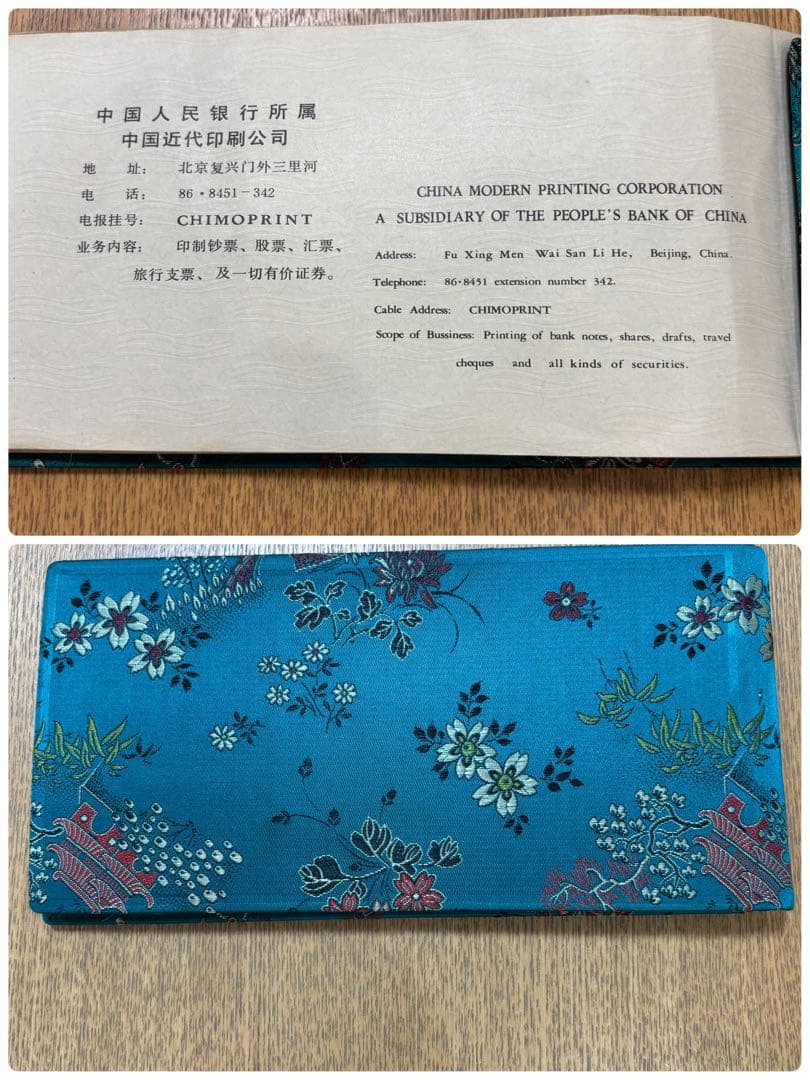 中国人民银行所属
中国近代印刷公司
地 址: 北京复兴门外三里河
电 话: 86·8451-342
电报挂号: CHIMOPRINT
业务内容: 印制钞票、股票、汇票、
旅行支票、及一切有价证券。
CHINA MODERN PRINTING CORPORATION
A SUBSIDIARY OF THE PEOPLE'S BANK OF CHINA
Address: Fu Xing Men Wai San Li He, Beijing, China.
Telephone: 86·8451 extension number 342.
Cable Address: CHIMOPRINT
Scope of Bussiness: Printing of bank notes, shares, drafts, travel
cheques and all kinds of securities.